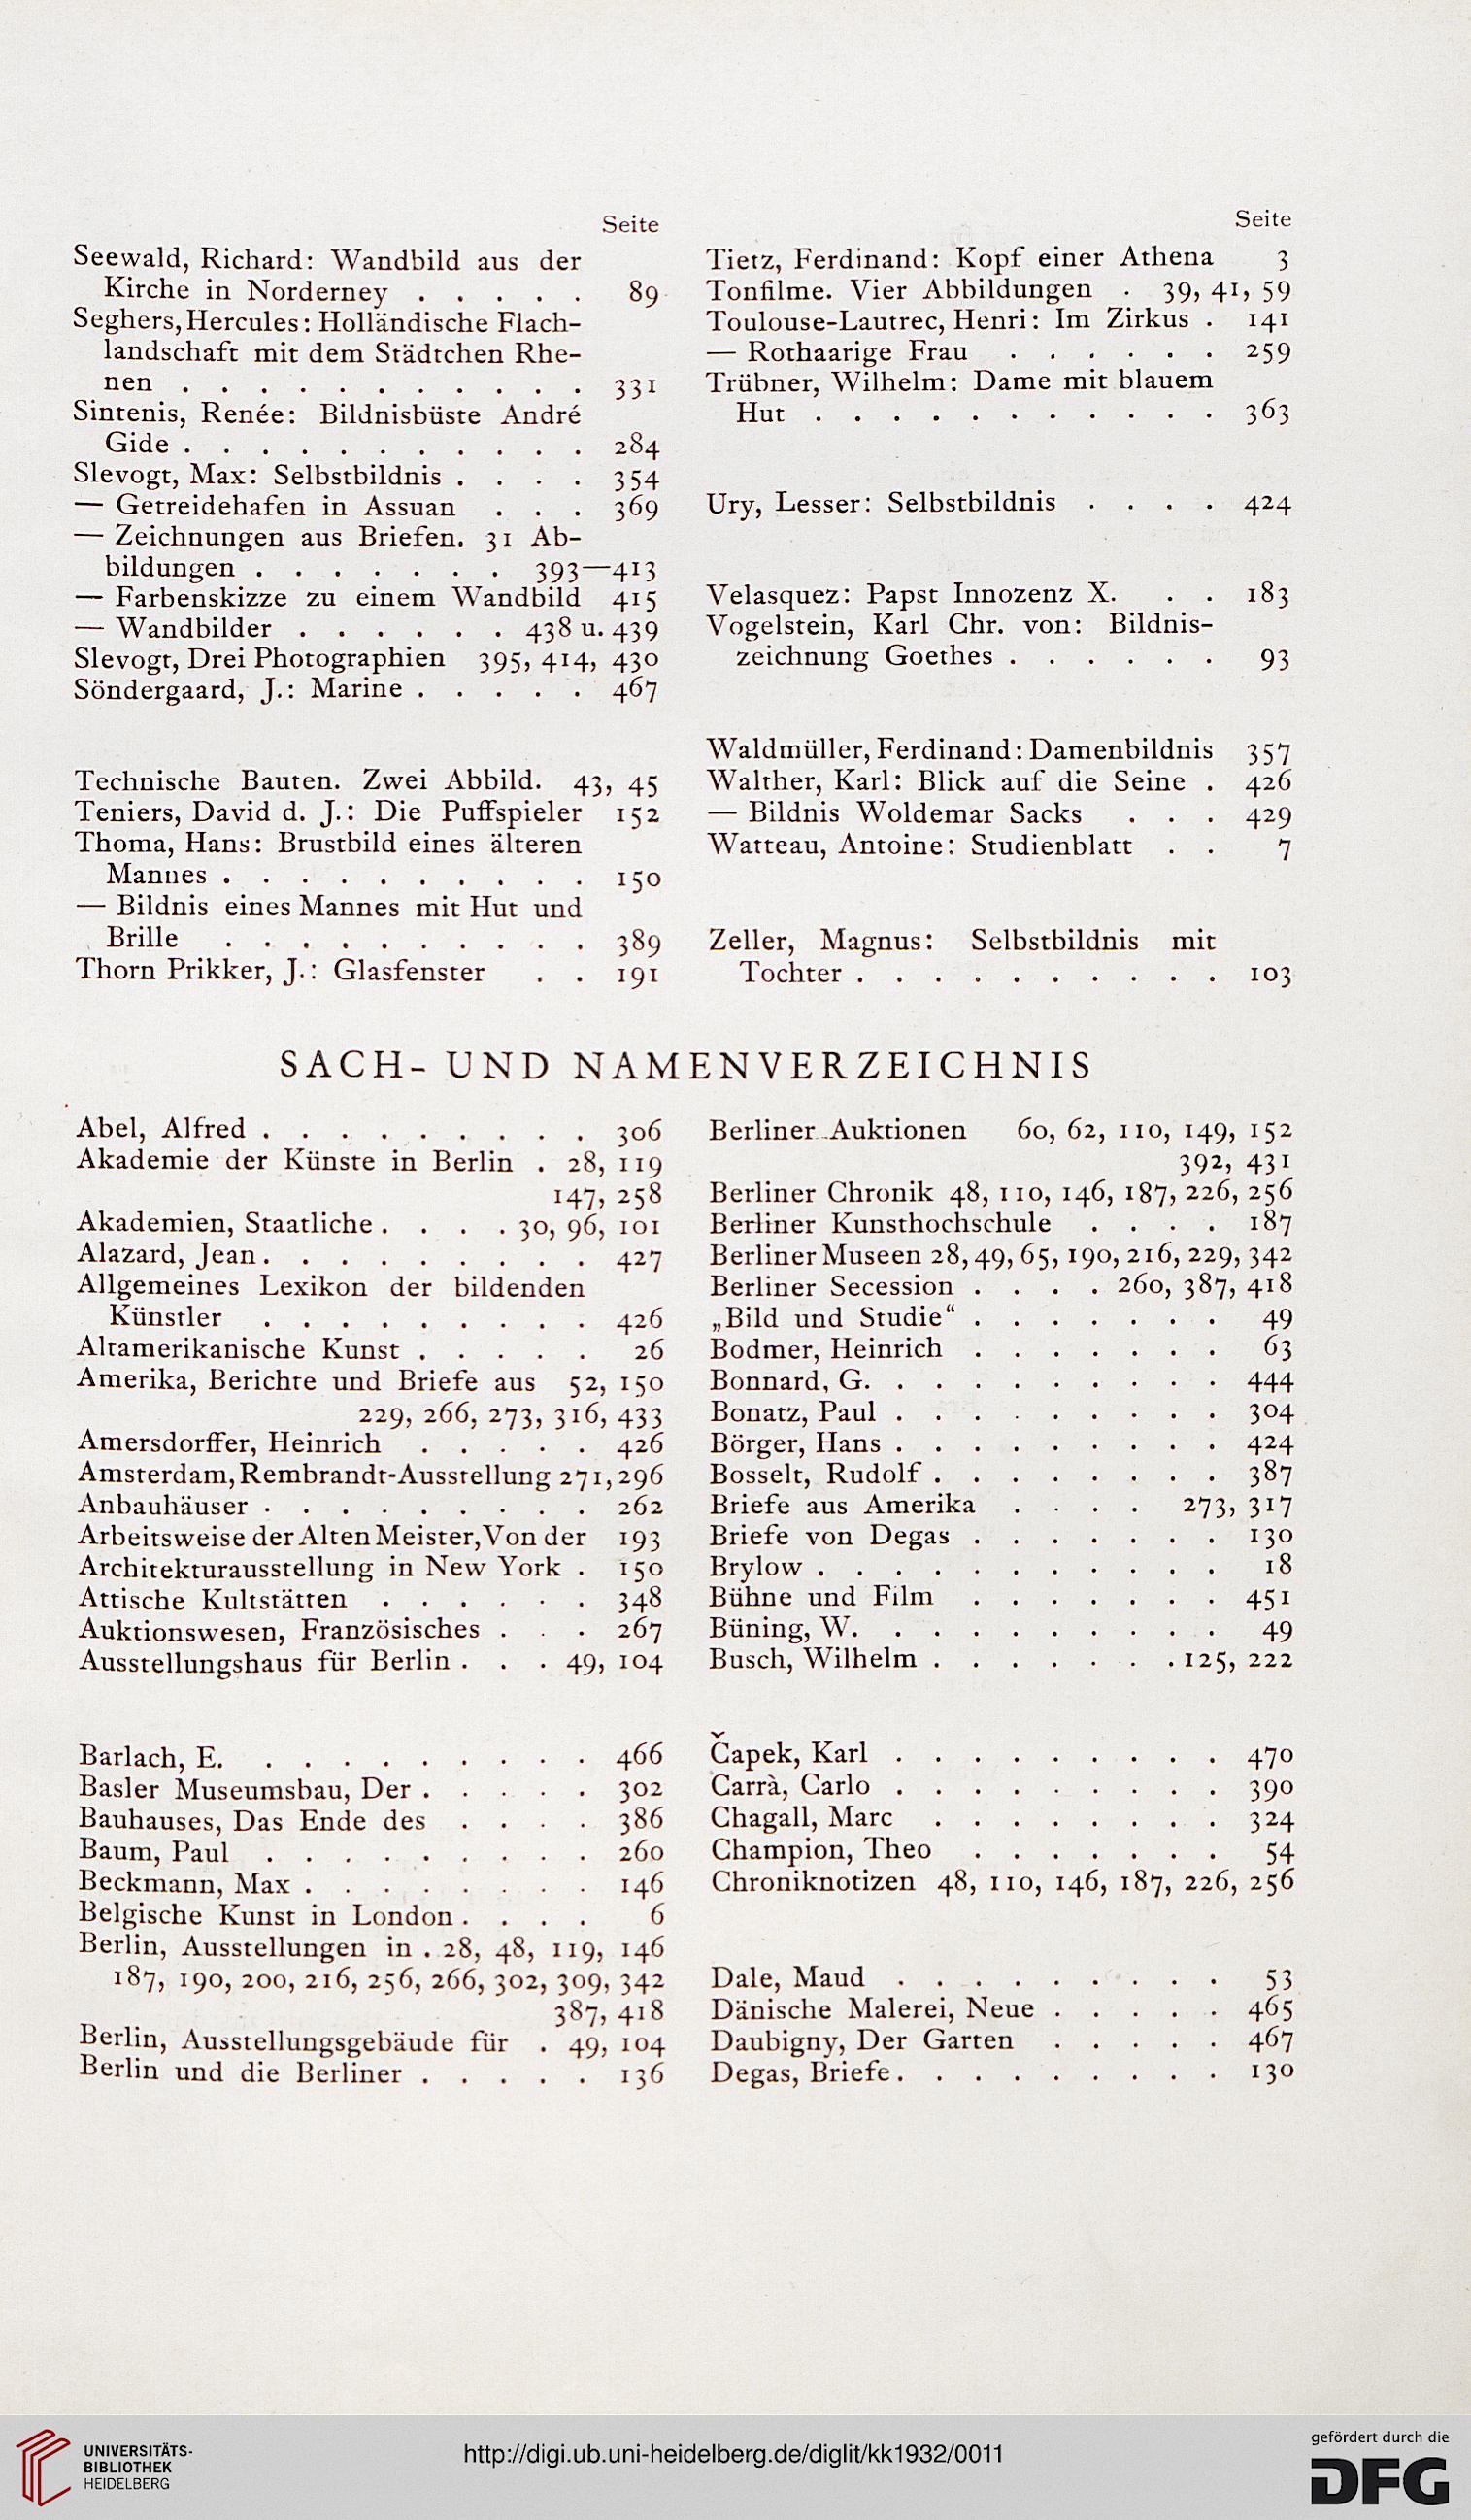 Seite
Seewald, Richard: Wandbild aus der
Kirche in Norderney . . . . . 89
Seghers, Hercules: Holländische Flach-
landschaft mit dem Städtchen Rhe-
nen . . . . . . . . . . . 331
Sintenis, Renée: Bildnisbüste André
Gide . . . . . . . . . . . 284
Slevogt, Max: Selbstbildnis . . . . 354
— Getreidehafen in Assuan . . . 369
— Zeichnungen aus Briefen. 31 Ab-
bildungen . . . . . . . 393—413
— Farbenskizze zu einem Wandbild 415
— Wandbilder . . . . . . 438 u. 439
Slevogt, Drei Photographien 395, 414, 430
Söndergaard, J.: Marine . . . . . 467
Technische Bauten. Zwei Abbild. 43, 45
Teniers, David d. J.: Die Puffspieler 152
Thoma, Hans: Brustbild eines älteren
Mannes . . . . . . . . . . 150
— Bildnis eines Mannes mit Hut und
Brille . . . . . . . . . . 389
Thorn Prikker, J.: Glasfenster . . 191
Seite
Tietz, Ferdinand: Kopf einer Athena 3
Tonfilme. Vier Abbildungen . 39, 41, 59
Toulouse-Lautrec, Henri: Im Zirkus . 141
— Rothaarige Frau . . . . . . 259
Trübner, Wilhelm: Dame mit blauem
Hut . . . . . . . . . . . 363
Ury, Lesser: Selbstbildnis . . . . 424
Velasquez: Papst Innozenz X. . . 183
Vogelstein, Karl Chr. von: Bildnis-
zeichnung Goethes . . . . . . 93
Waldmüller, Ferdinand: Damenbildnis 357
Walther, Karl: Blick auf die Seine . 426
— Bildnis Woldemar Sacks . . . 429
Watteau, Antoine: Studienblatt . . 7
Zeller, Magnus: Selbstbildnis mit
Tochter . . . . . . . . . . 103
SACH- UND NAMENVERZEICHNIS
Abel, Alfred . . . . . . . . . 306
Akademie der Künste in Berlin . 28, 119
147, 258
Akademien, Staatliche . . . . 30, 96, 101
Alazard, Jean . . . . . . . . . 427
Allgemeines Lexikon der bildenden
Künstler . . . . . . . . . 426
Altamerikanische Kunst . . . . . 26
Amerika, Berichte und Briefe aus 52, 150
229, 266, 273, 316, 433
Amersdorffer, Heinrich . . . . . 426
Amsterdam, Rembrandt-Ausstellung 271, 296
Anbauhäuser . . . . . . . . . 262
Arbeitsweise der Alten Meister, Von der 193
Architekturausstellung in New York . 150
Attische Kultstätten . . . . . . 348
Auktionswesen, Französisches . . . 267
Ausstellungshaus für Berlin . . . 49, 104
Barlach, E. . . . . . . . . . 466
Basler Museumsbau, Der . . . . . 302
Bauhauses, Das Ende des . . . . 386
Baum, Paul . . . . . . . . . 260
Beckmann, Max . . . . . . . . 146
Belgische Kunst in London . . . . 6
Berlin, Ausstellungen in . 28, 48, 119, 146
187, 190, 200, 216, 256, 266, 302, 309, 342
387, 418
Berlin, Ausstellungsgebäude für . 49, 104
Berlin und die Berliner . . . . . 136
Berliner Auktionen 60, 62, 110, 149, 152
392, 431
Berliner Chronik 48, 110, 146, 187, 226, 256
Berliner Kunsthochschule . . . . 187
Berliner Museen 28, 49, 65, 190, 216, 229, 342
Berliner Secession . . . . 260, 387, 418
„Bild und Studie“ . . . . . . . 49
Bodmer, Heinrich . . . . . . . 63
Bonnard, G. . . . . . . . . . 444
Bonatz, Paul . . . . . . . . . 304
Börger, Hans . . . . . . . . . 424
Bosselt, Rudolf . . . . . . . . 387
Briefe aus Amerika . . . . 273, 317
Briefe von Degas . . . . . . . 130
Brylow . . . . . . . . . . . 18
Bühne und Film . . . . . . . 451
Büning, W. . . . . . . . . . 49
Busch, Wilhelm . . . . . . . 125, 222
Čapek, Karl . . . . . . . . . 470
Carrà, Carlo . . . . . . . . . 390
Chagall, Marc . . . . . . . . 324
Champion, Theo . . . . . . . 54
Chroniknotizen 48, 110, 146, 187, 226, 256
Dale, Maud . . . . . . . . . 53
Dänische Malerei, Neue . . . . . 465
Daubigny, Der Garten . . . . . 467
Degas, Briefe . . . . . . . . . 130
UNIVERSITÄTS-
BIBLIOTHEK
HEIDELBERG
http://digi.ub.uni-heidelberg.de/diglit/kk1932/0011
gefördert durch die
DFG